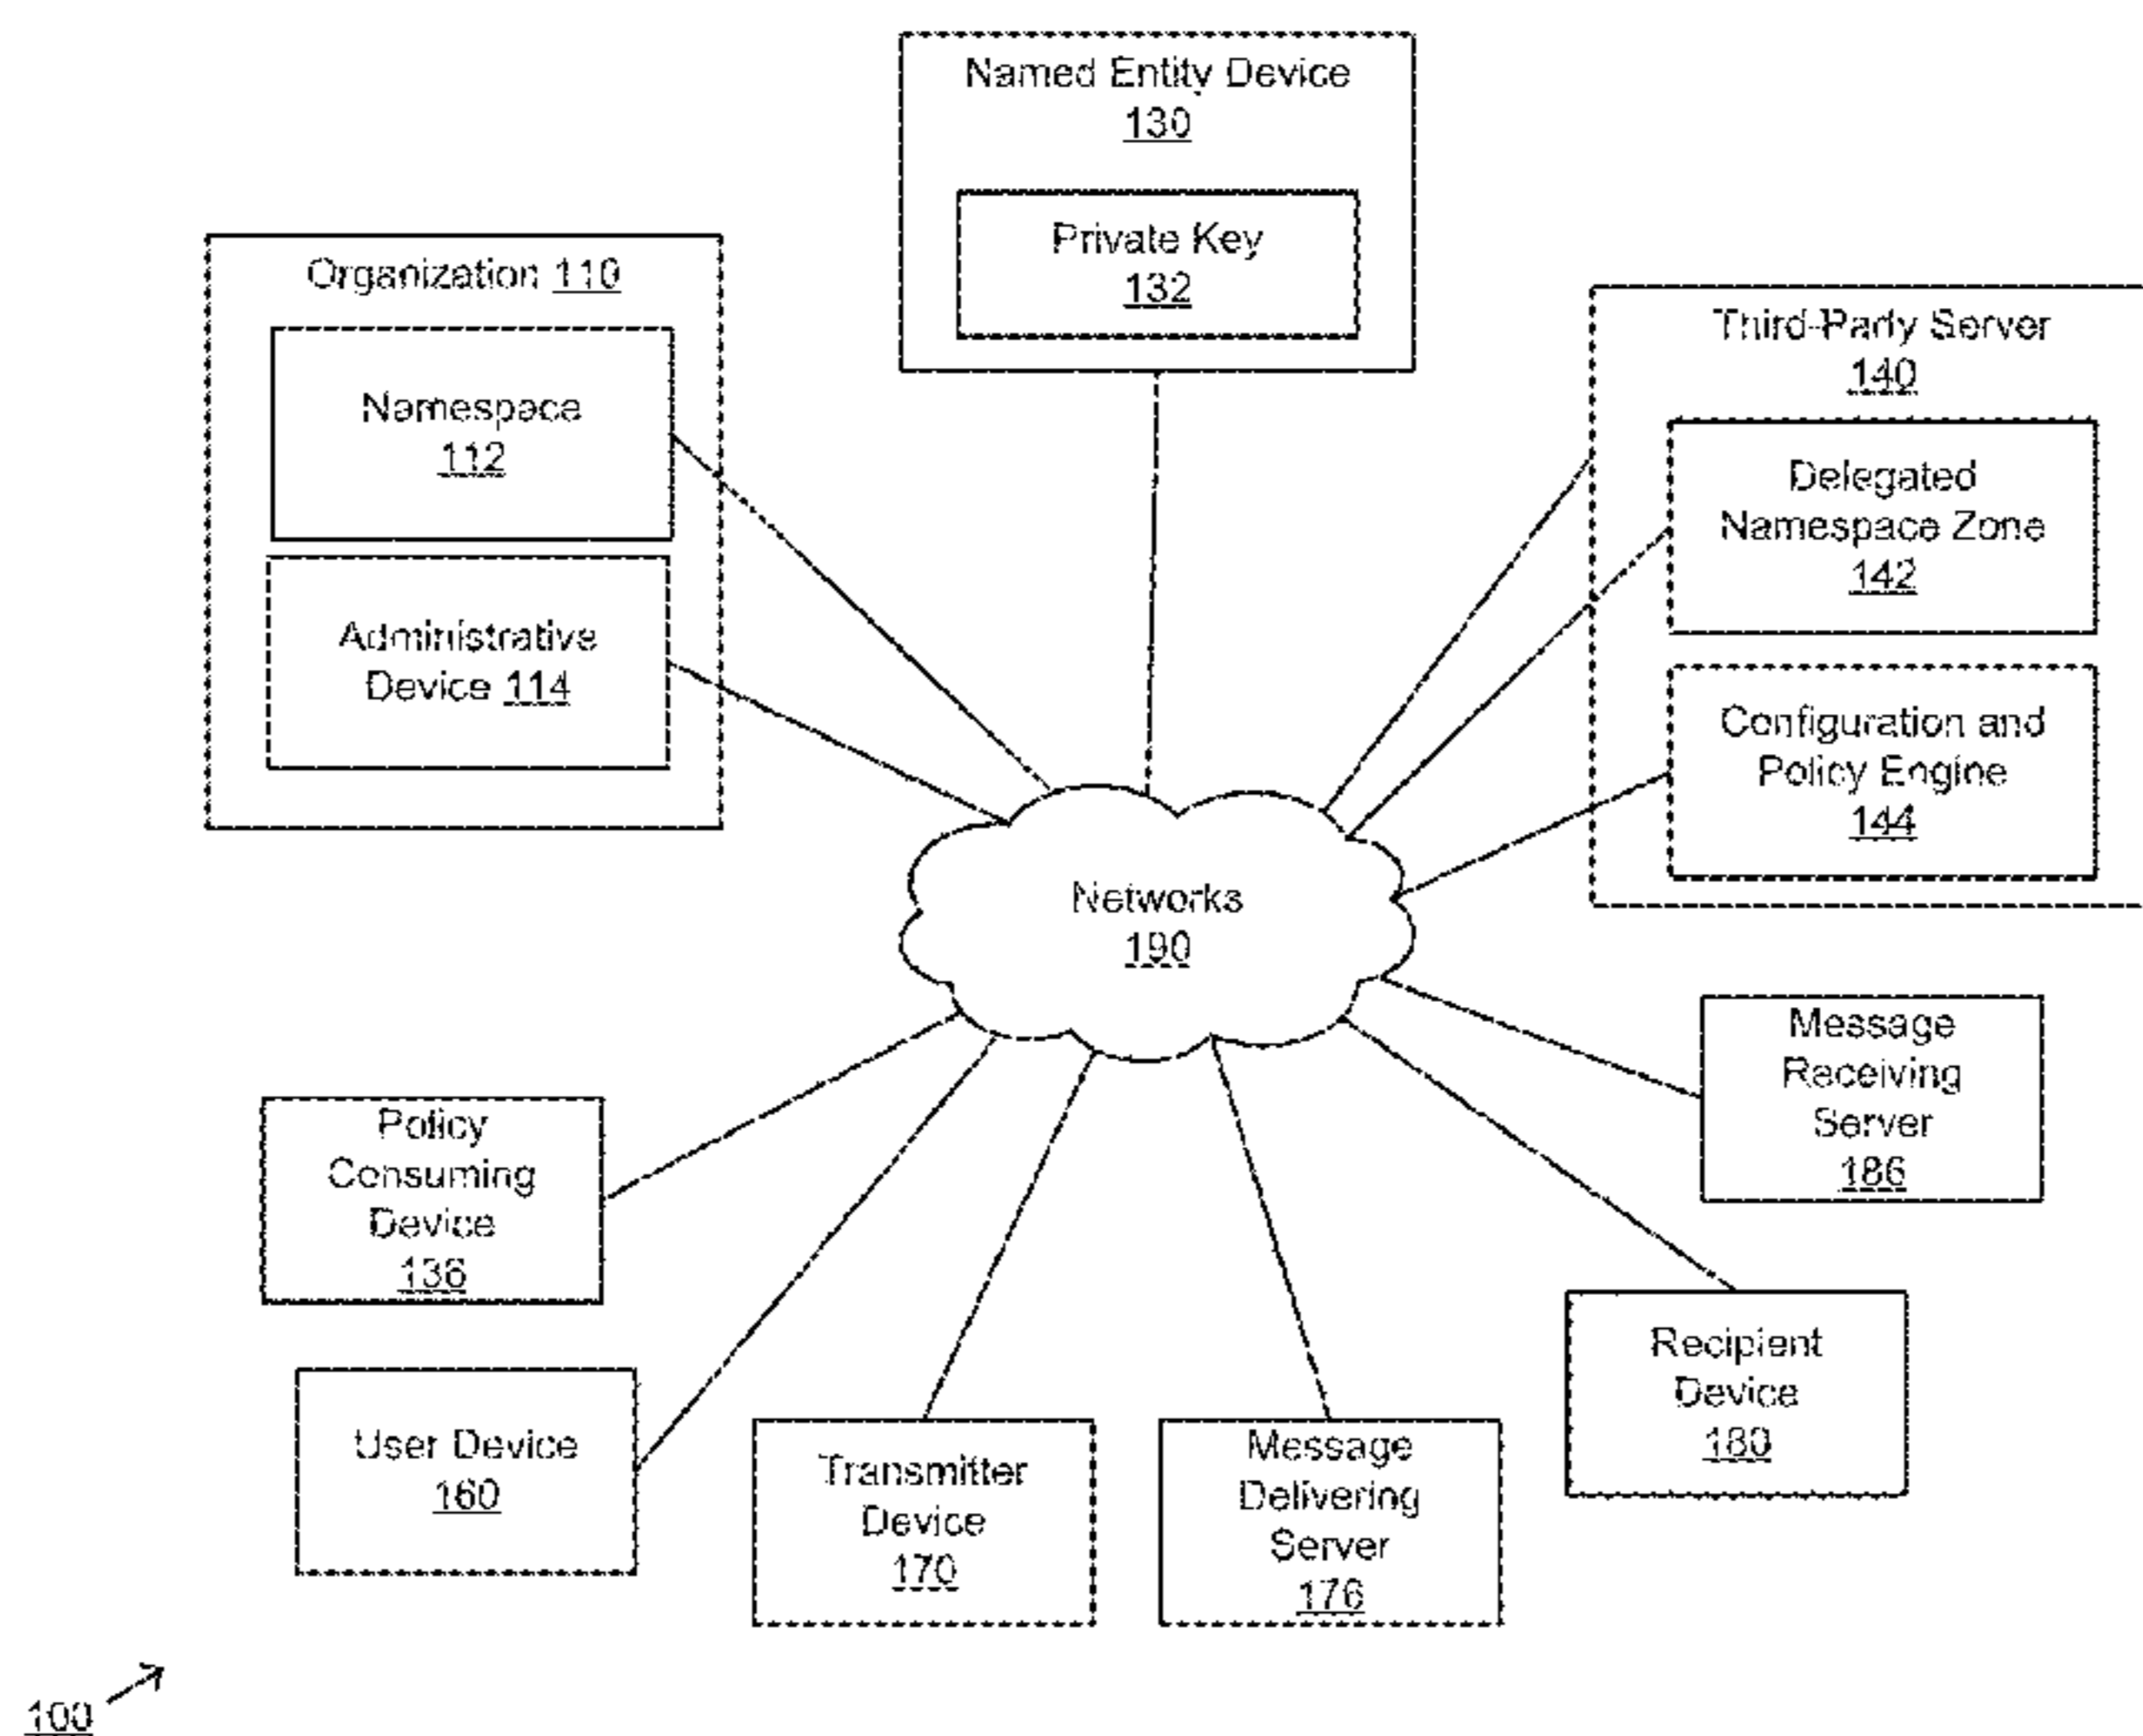 Named Entity Device
130
Private Key
132
Organization 110
Namespace
112
Administrative
Device 114
Third-Party Server
140
Delegated
Namespace Zone
142
Configuration and
Policy Engine
144
Networks
190
Message
Receiving
Server
186
Policy
Consuming
Device
136
Recipient
Device
180
User Device
160
Transmitter
Device
170
Message
Delivering
Server
176
100